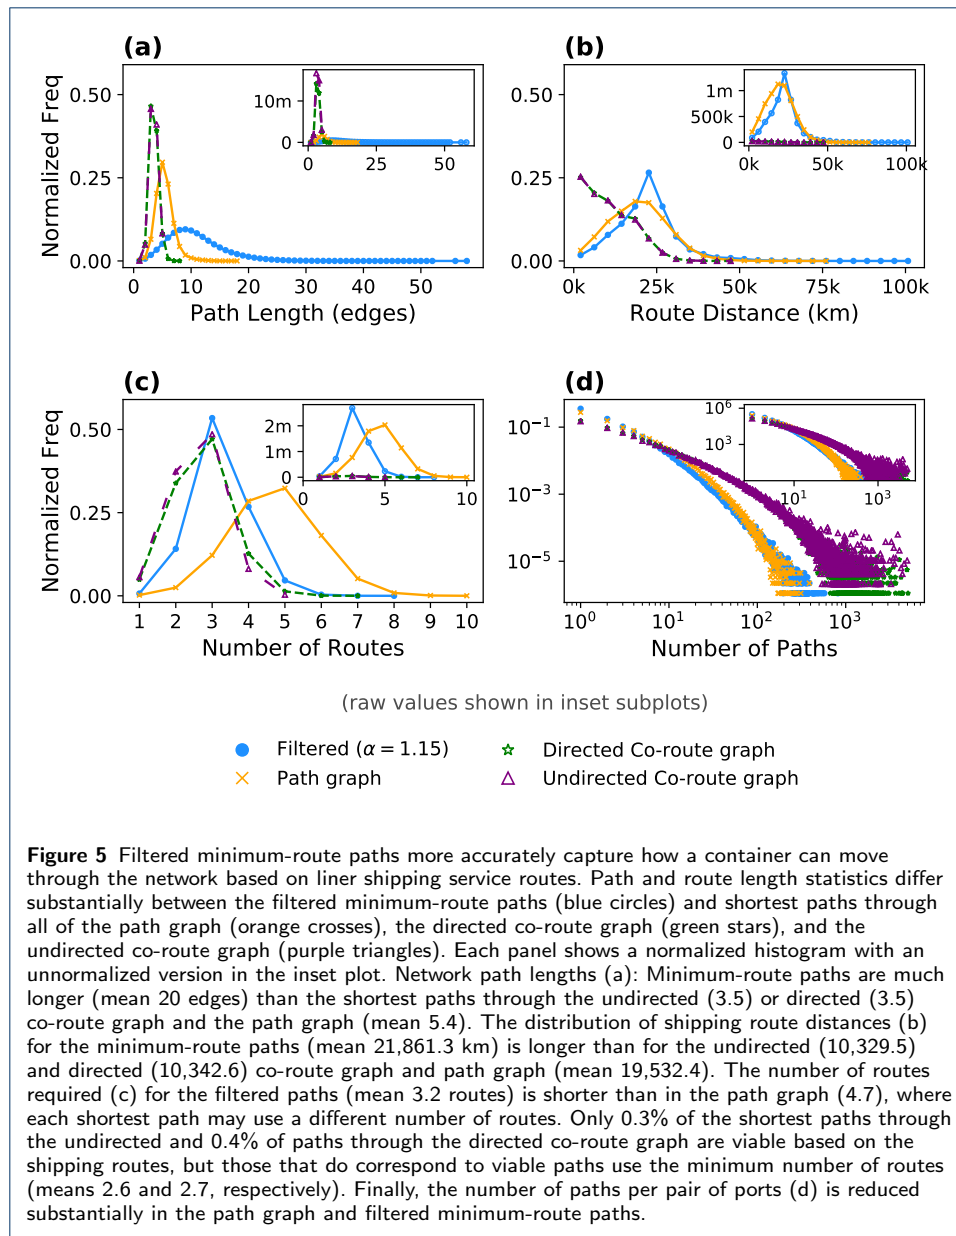 (a)
(b)
Normalized Freq
0.50
0.25
0.00
10m
0
0
25
50
0
10
20
30
40
50
Path Length (edges)
0.50
0.25
0.00
1m
500k
0
0k
50k
100k
0k
25k
50k
75k
100k
Route Distance (km)
(c)
(d)
Normalized Freq
0.50
0.25
0.00
2m
1m
0
0
5
10
1
2
3
4
5
6
7
8
9
10
Number of Routes
10⁻¹
10⁻³
10⁻⁵
10⁶
10³
10¹
10³
10⁰
10¹
10²
10³
Number of Paths
(raw values shown in inset subplots)
Filtered (α = 1.15)
Directed Co-route graph
Path graph
Undirected Co-route graph
Figure 5 Filtered minimum-route paths more accurately capture how a container can move
through the network based on liner shipping service routes. Path and route length statistics differ
substantially between the filtered minimum-route paths (blue circles) and shortest paths through
all of the path graph (orange crosses), the directed co-route graph (green stars), and the
undirected co-route graph (purple triangles). Each panel shows a normalized histogram with an
unnormalized version in the inset plot. Network path lengths (a): Minimum-route paths are much
longer (mean 20 edges) than the shortest paths through the undirected (3.5) or directed (3.5)
co-route graph and the path graph (mean 5.4). The distribution of shipping route distances (b)
for the minimum-route paths (mean 21,861.3 km) is longer than for the undirected (10,329.5)
and directed (10,342.6) co-route graph and path graph (mean 19,532.4). The number of routes
required (c) for the filtered paths (mean 3.2 routes) is shorter than in the path graph (4.7), where
each shortest path may use a different number of routes. Only 0.3% of the shortest paths through
the undirected and 0.4% of paths through the directed co-route graph are viable based on the
shipping routes, but those that do correspond to viable paths use the minimum number of routes
(means 2.6 and 2.7, respectively). Finally, the number of paths per pair of ports (d) is reduced
substantially in the path graph and filtered minimum-route paths.